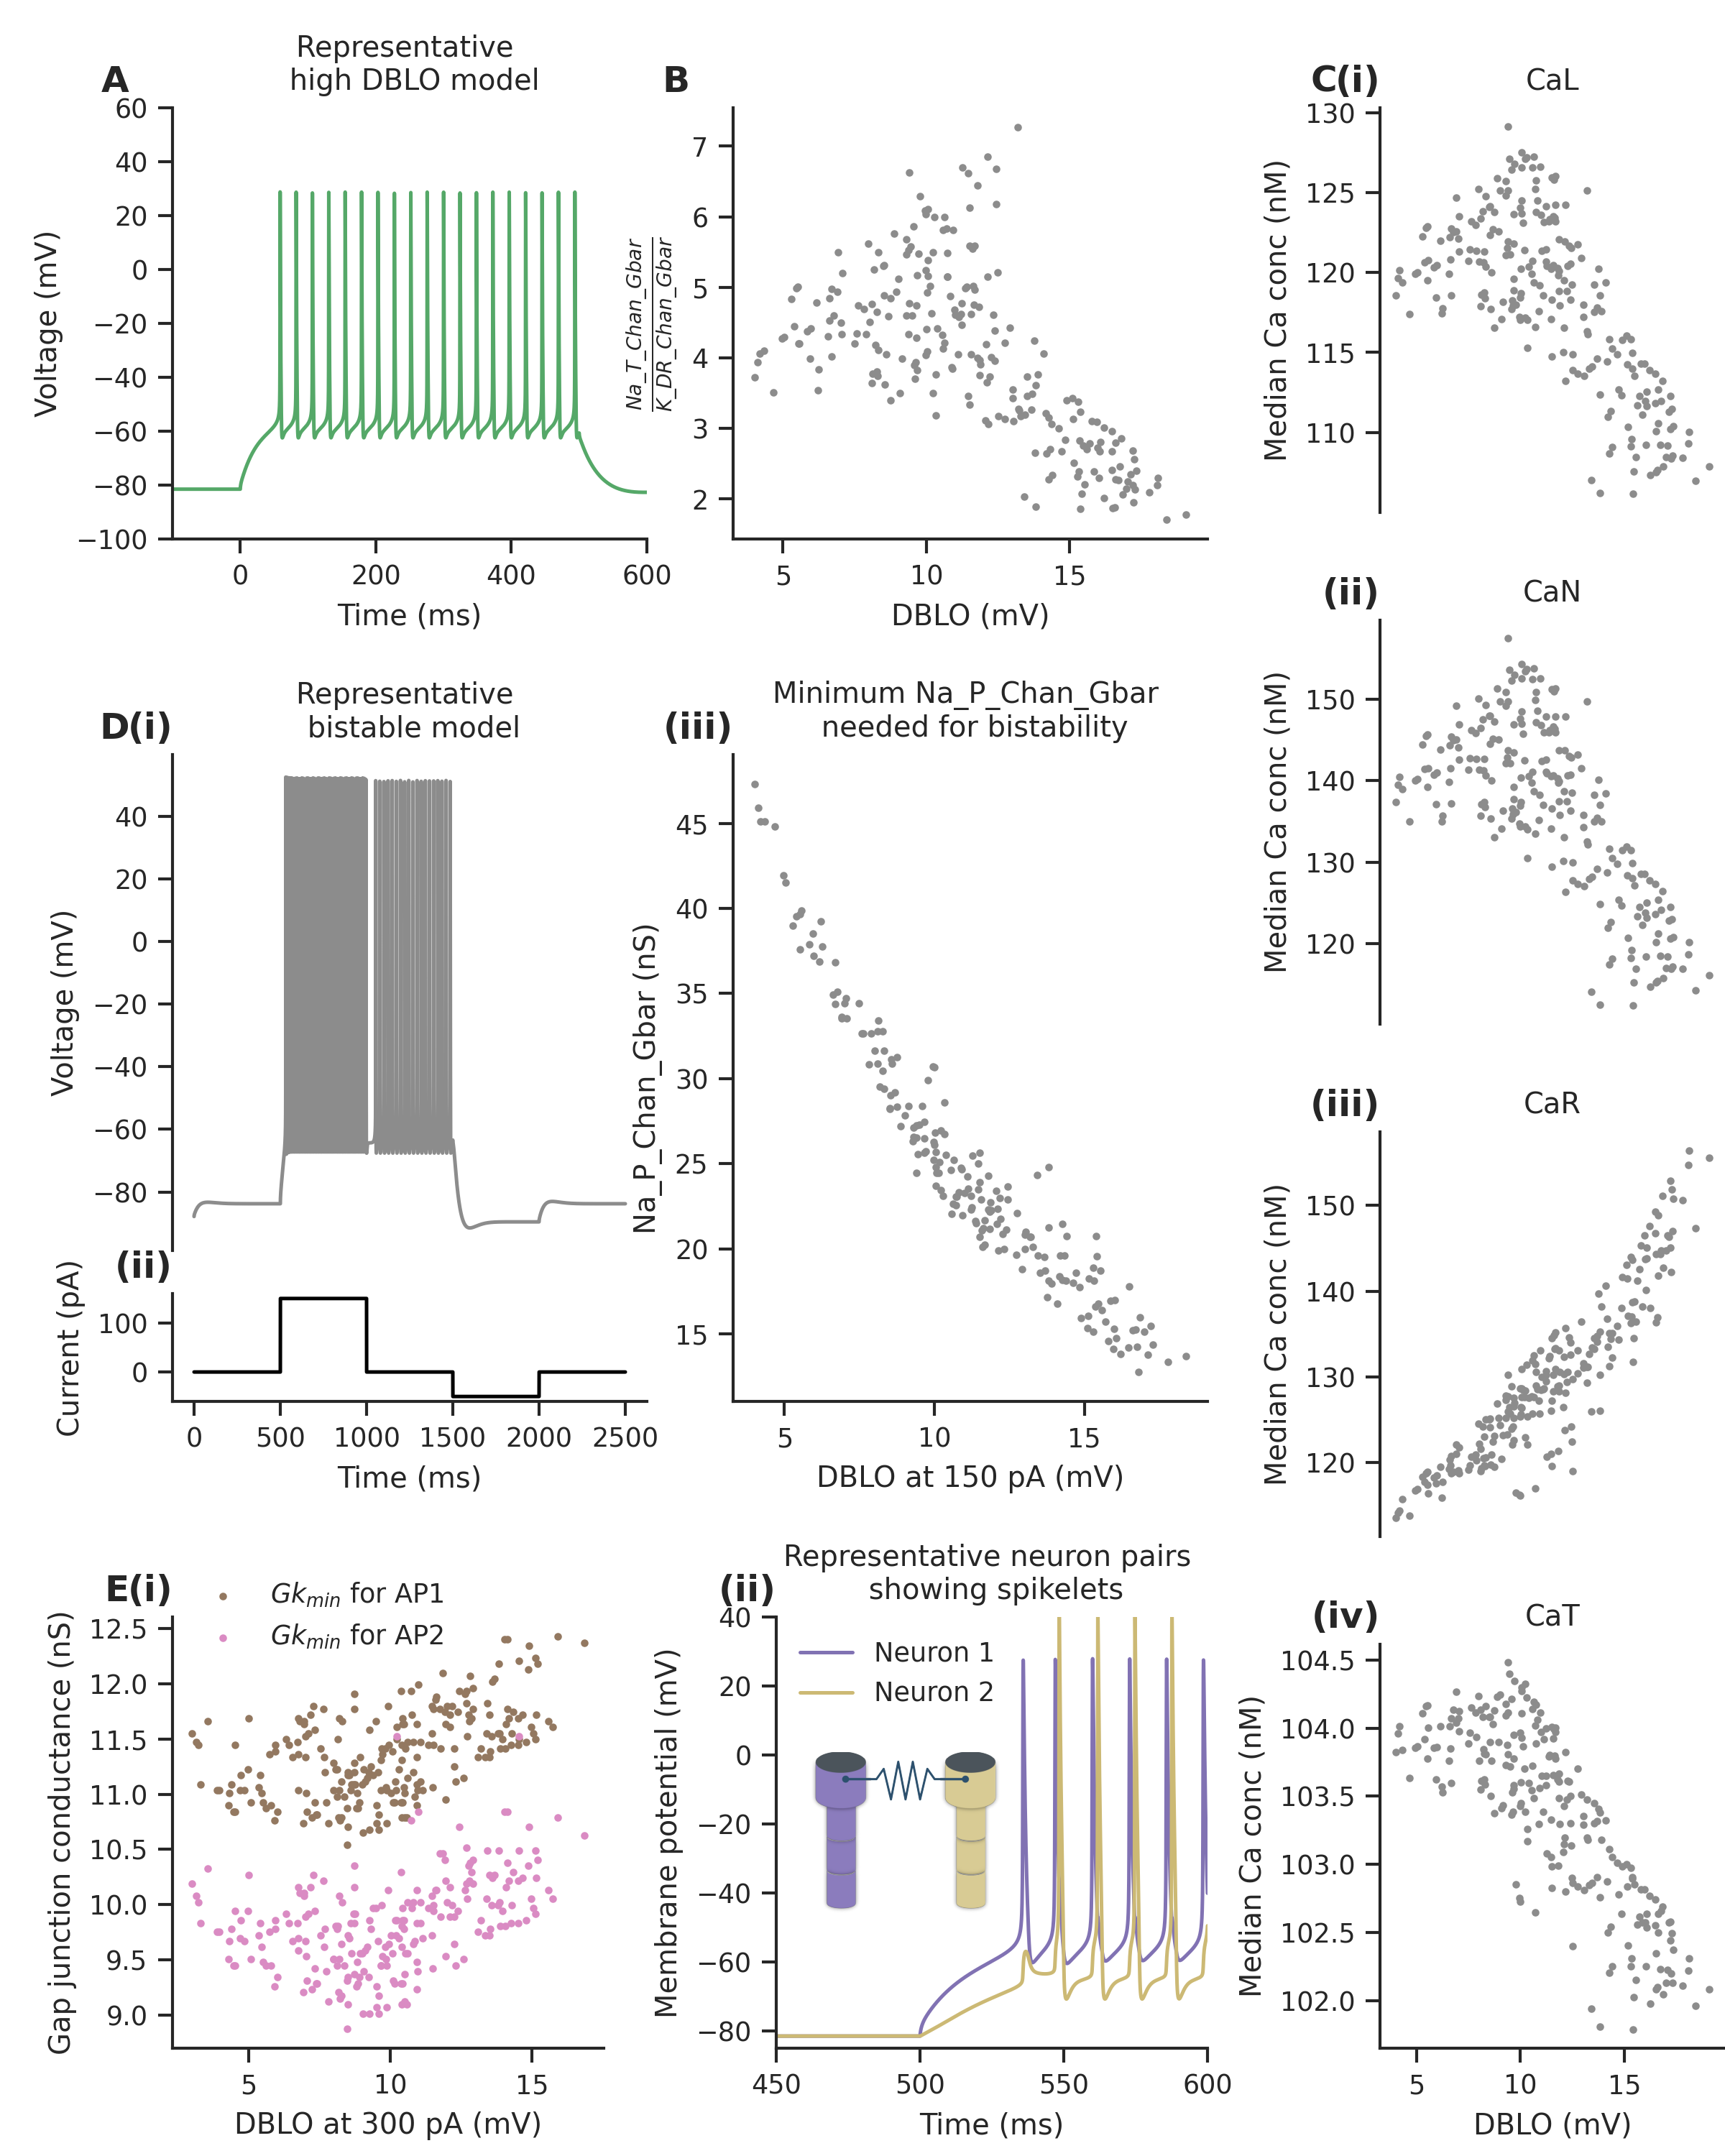 A
Representative
high DBLO model
60
40
20
0
−20
−40
−60
−80
−100
Voltage (mV)
0
200
400
600
Time (ms)
B
7
6
5
4
3
2
Na_T_Chan_Gbar
K_DR_Chan_Gbar
5
10
15
DBLO (mV)
C(i)
CaL
130
125
120
115
110
Median Ca conc (nM)
(ii)
CaN
150
140
130
120
Median Ca conc (nM)
(iii)
CaR
150
140
130
120
Median Ca conc (nM)
(iv)
CaT
104.5
104.0
103.5
103.0
102.5
102.0
Median Ca conc (nM)
5
10
15
DBLO (mV)
D(i)
Representative
bistable model
40
20
0
−20
−40
−60
−80
Voltage (mV)
(ii)
100
0
Current (pA)
0
500
1000
1500
2000
2500
Time (ms)
(iii)
Minimum Na_P_Chan_Gbar
needed for bistability
45
40
35
30
25
20
15
Na_P_Chan_Gbar (nS)
5
10
15
DBLO at 150 pA (mV)
E(i)
Gk_min for AP1
Gk_min for AP2
12.5
12.0
11.5
11.0
10.5
10.0
9.5
9.0
Gap junction conductance (nS)
5
10
15
DBLO at 300 pA (mV)
(ii)
Representative neuron pairs
showing spikelets
Neuron 1
Neuron 2
40
20
0
−20
−40
−60
−80
Membrane potential (mV)
450
500
550
600
Time (ms)